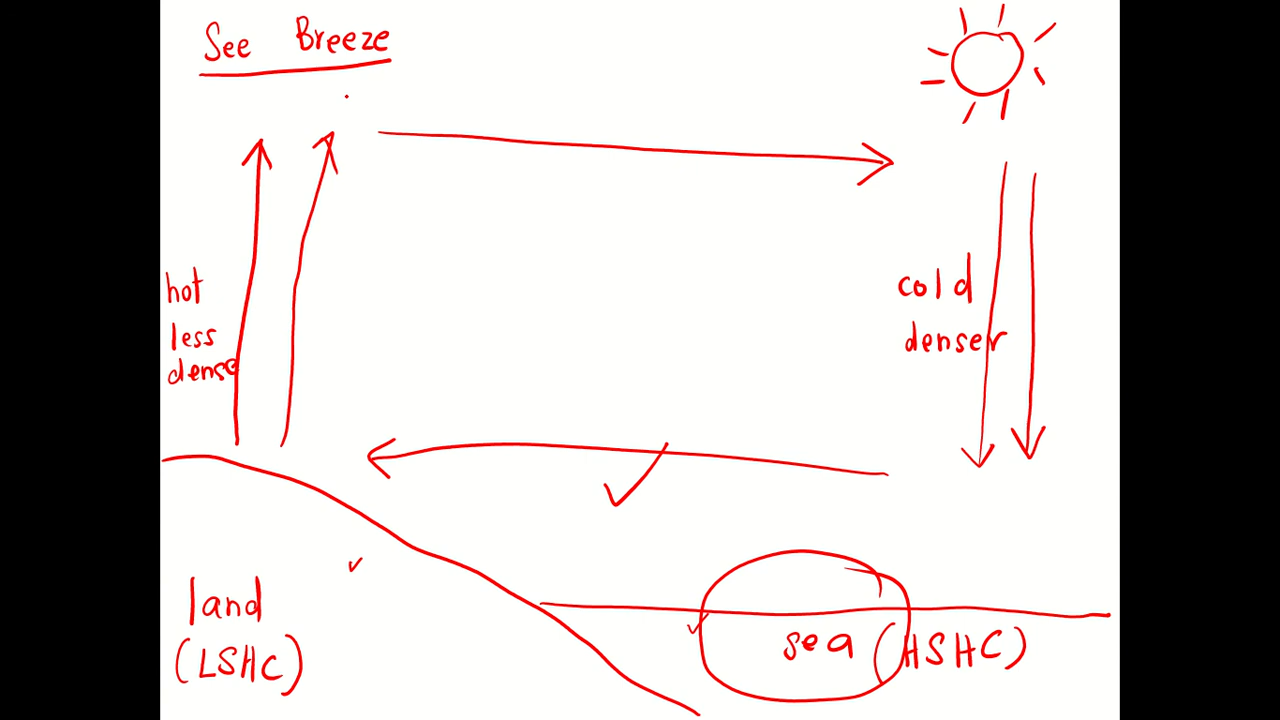 See Breeze
hot
less
dense
cold
denser
land
(LSHC)
sea (HSHC)